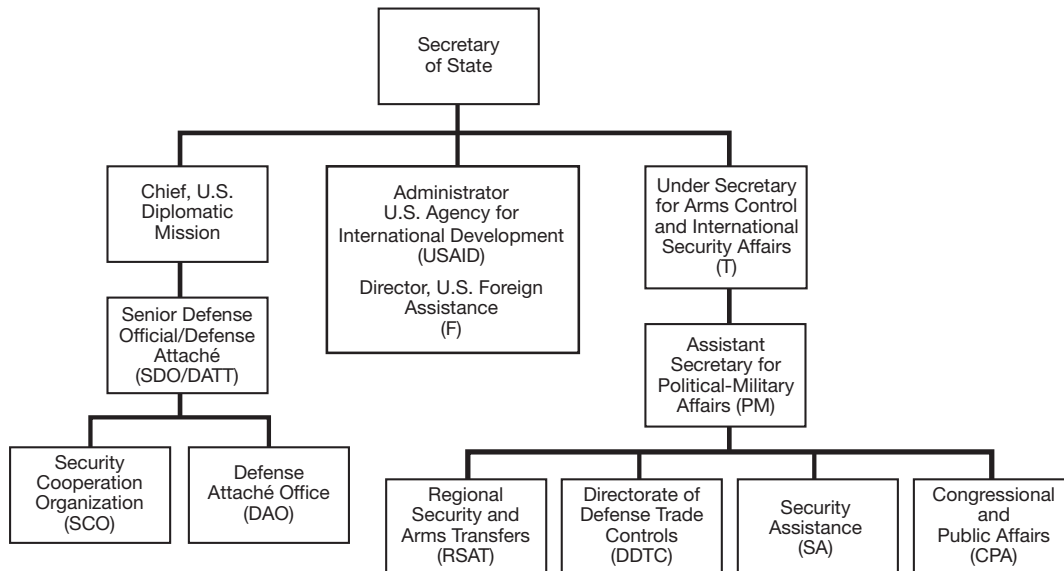 Secretary
of State
Chief, U.S.
Diplomatic
Mission
Administrator
U.S. Agency for
International Development
(USAID)
Director, U.S. Foreign
Assistance
(F)
Under Secretary
for Arms Control
and International
Security Affairs
(T)
Senior Defense
Official/Defense
Attaché
(SDO/DATT)
Assistant
Secretary for
Political-Military
Affairs (PM)
Security
Cooperation
Organization
(SCO)
Defense
Attaché Office
(DAO)
Regional
Security and
Arms Transfers
(RSAT)
Directorate of
Defense Trade
Controls
(DDTC)
Security
Assistance
(SA)
Congressional
and
Public Affairs
(CPA)